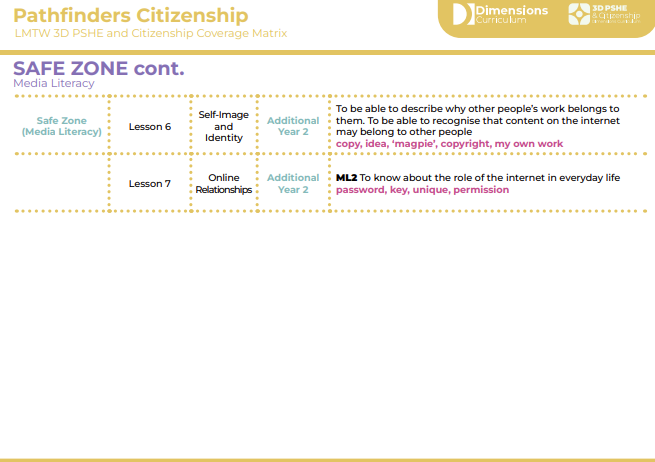 Pathfinders Citizenship
LMTW 3D PSHE and Citizenship Coverage Matrix
Dimensions
Curriculum
3D PSHE
& Citizenship
SAFE ZONE cont.
Media Literacy
Safe Zone
(Media Literacy)
Lesson 6
Self-Image
and
Identity
Additional
Year 2
To be able to describe why other people's work belongs to
them. To be able to recognise that content on the internet
may belong to other people
copy, idea, 'magpie', copyright, my own work
Lesson 7
Online
Relationships
Additional
Year 2
ML2 To know about the role of the internet in everyday life
password, key, unique, permission